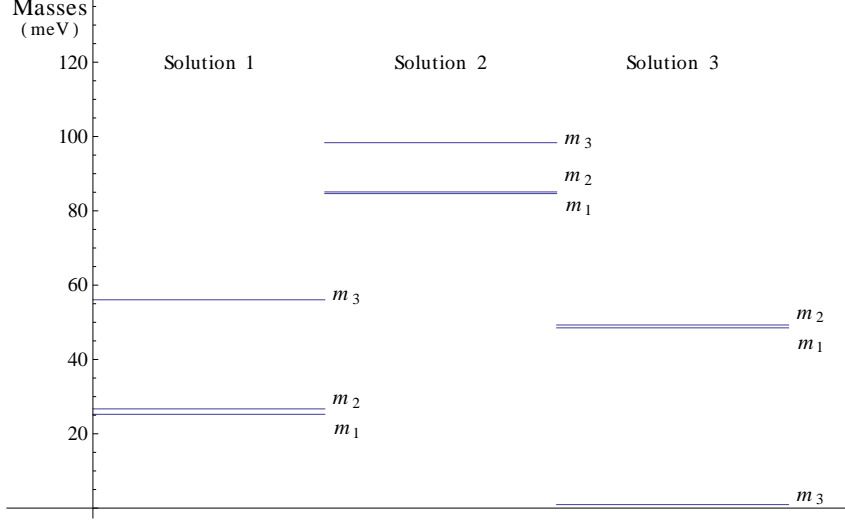 Masses
(meV)
Solution 1 Solution 2 Solution 3
120
100
80
60
40
20
m3
m2
m1
m3
m2
m1
m2
m1
m3